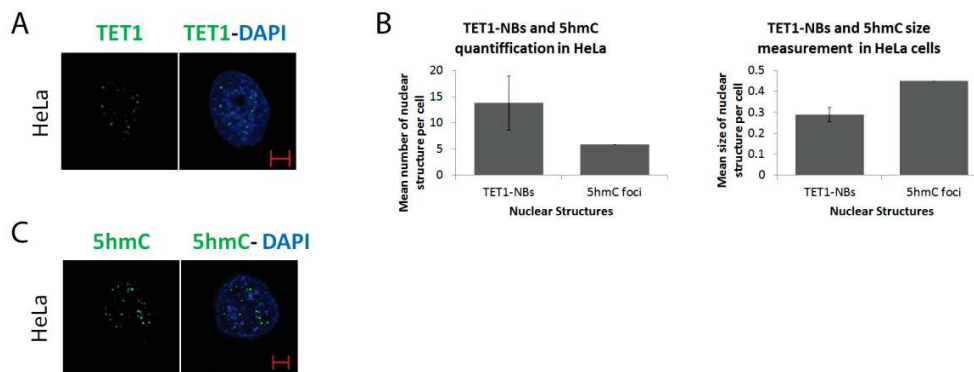 A
TET1 TET1-DAPI
HeLa
B
TET1-NBs and 5hmC
quantiffication in HeLa
Mean number of nuclear
structure per cell
20
15
10
5
0
TET1-NBs 5hmC foci
Nuclear Structures
TET1-NBs and 5hmC size
measurement in HeLa cells
Mean size of nuclear
structure per cell
0.5
0.4
0.3
0.2
0.1
0
TET1-NBs 5hmC foci
Nuclear Structures
C
5hmC 5hmC- DAPI
HeLa